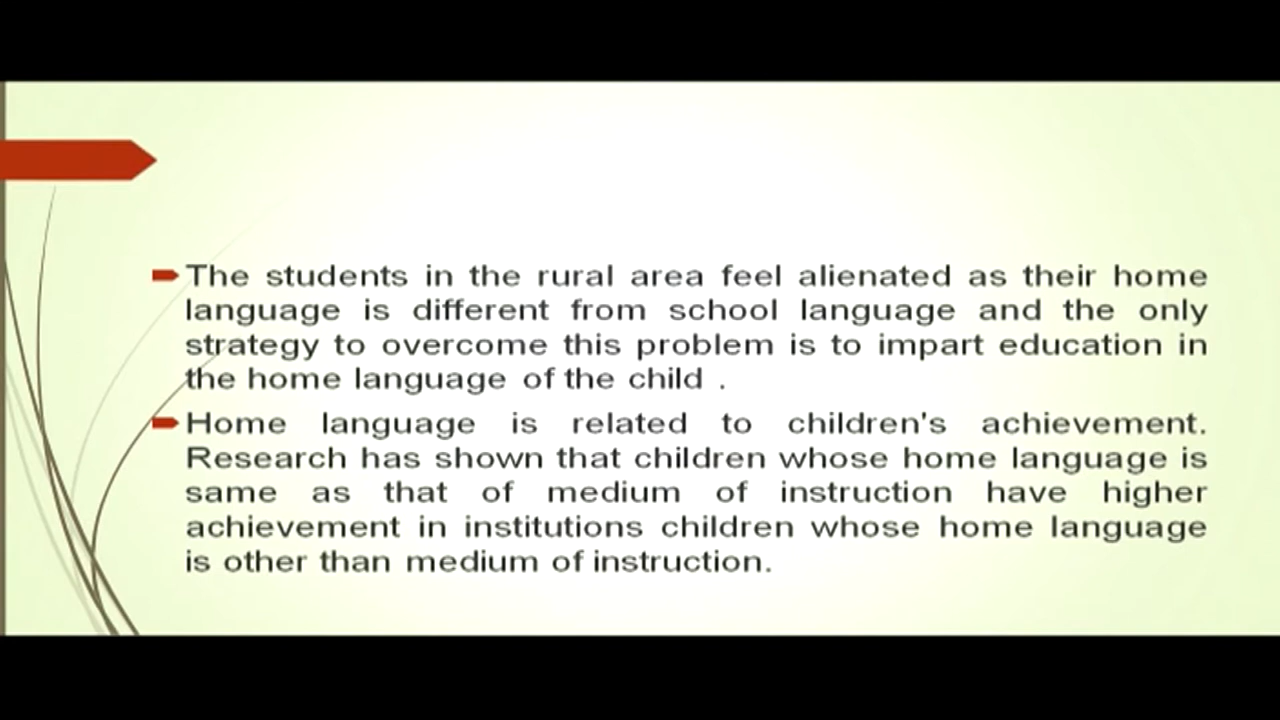 The students in the rural area feel alienated as their home
language is different from school language and the only
strategy to overcome this problem is to impart education in
the home language of the child .
Home language is related to children's achievement.
Research has shown that children whose home language is
same as that of medium of instruction have higher
achievement in institutions children whose home language
is other than medium of instruction.